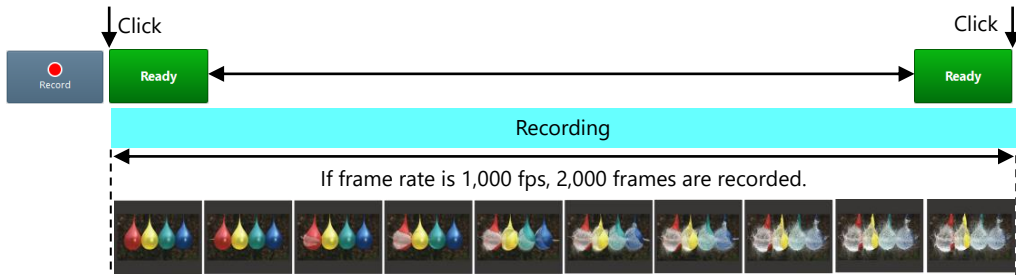 Click
Click
Record
Ready
Ready
Recording
If frame rate is 1,000 fps, 2,000 frames are recorded.